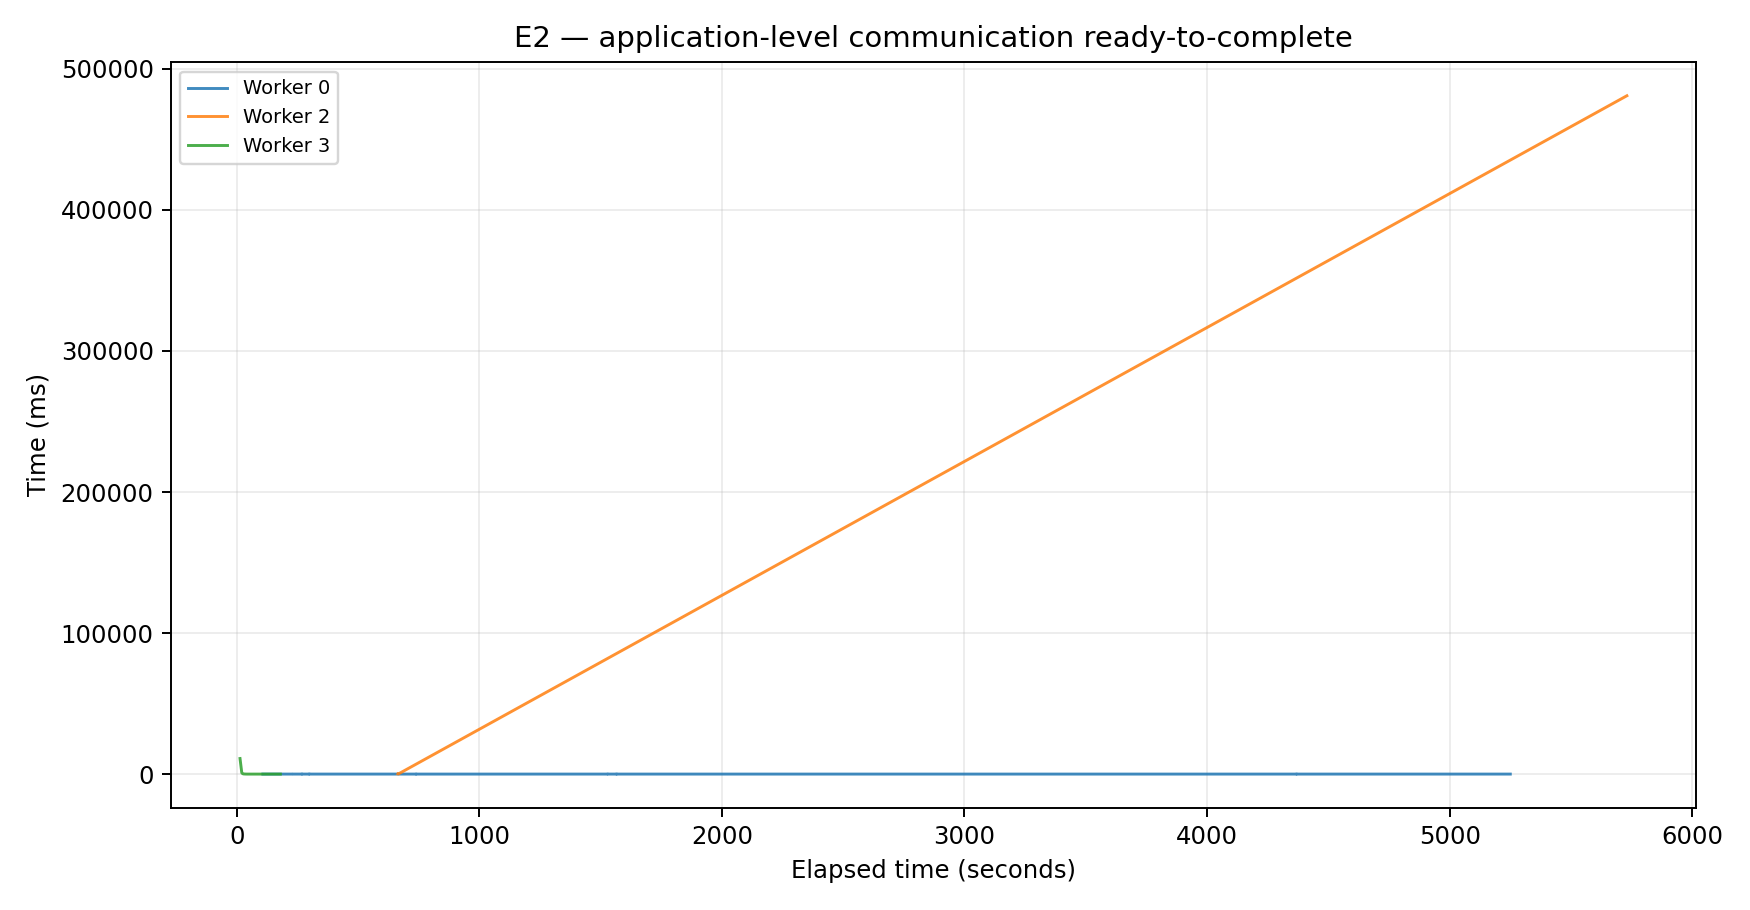 E2 — application-level communication ready-to-complete
Worker 0
Worker 2
Worker 3
Time (ms)
500000
400000
300000
200000
100000
0
0 1000 2000 3000 4000 5000 6000
Elapsed time (seconds)